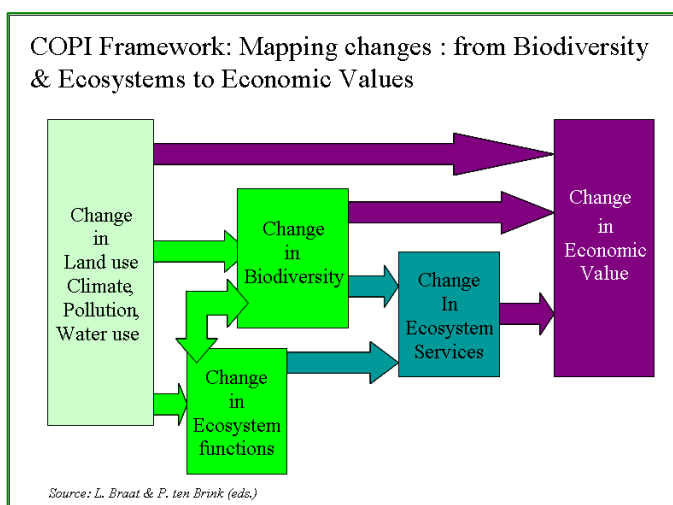 COPI Framework: Mapping changes : from Biodiversity
& Ecosystems to Economic Values
Change
in
Land use
Climate,
Pollution,
Water use
Change
in
Biodiversity
Change
in
Ecosystem
functions
Change
In
Ecosystem
Services
Change
in
Economic
Value
Source: L. Braat & P. ten Brink (eds.)